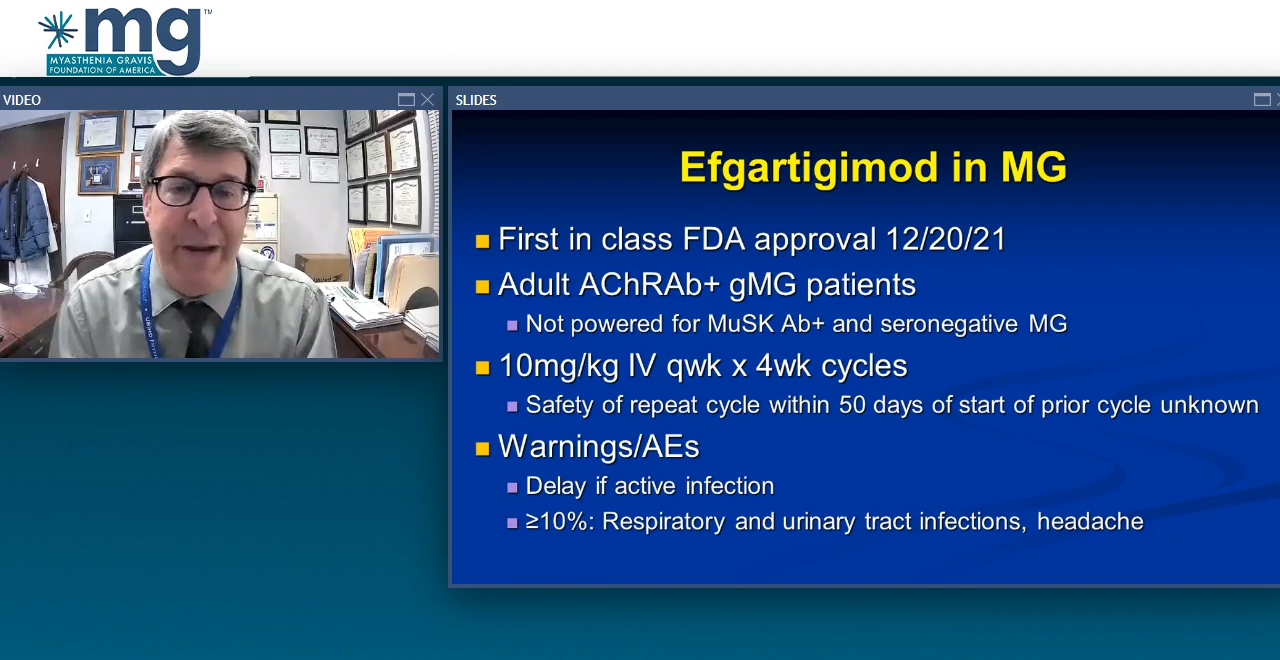 mg™
MYASTHENIA GRAVIS
FOUNDATION OF AMERICA
VIDEO
SLIDES
Efgartigimod in MG
First in class FDA approval 12/20/21
Adult AChRAb+ gMG patients
Not powered for MuSK Ab+ and seronegative MG
10mg/kg IV qwk x 4wk cycles
Safety of repeat cycle within 50 days of start of prior cycle unknown
Warnings/AEs
Delay if active infection
≥10%: Respiratory and urinary tract infections, headache